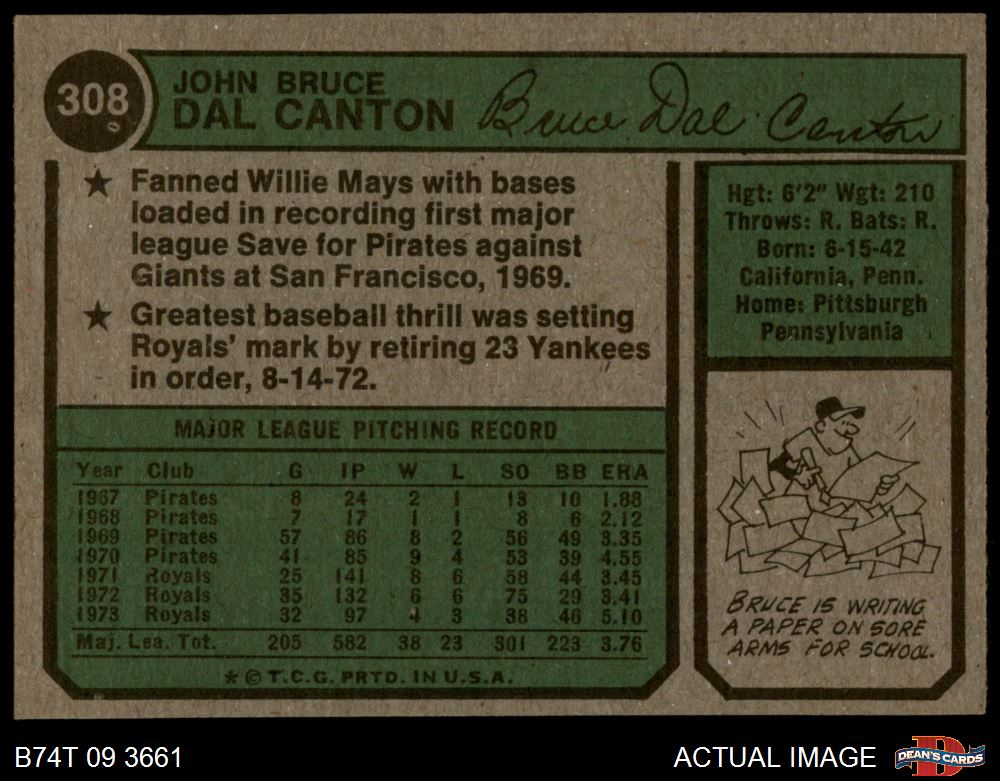 308
JOHN BRUCE
DAL CANTON
Bruce Dal Canton
★ Fanned Willie Mays with bases
loaded in recording first major
league Save for Pirates against
Giants at San Francisco, 1969.
★ Greatest baseball thrill was setting
Royals' mark by retiring 23 Yankees
in order, 8-14-72.
Hgt: 6'2" Wgt: 210
Throws: R. Bats: R.
Born: 6-15-42
California, Penn.
Home: Pittsburgh
Pennsylvania
MAJOR LEAGUE PITCHING RECORD
Year Club G IP W L SO BB ERA
1967 Pirates 8 24 2 1 13 10 1.88
1968 Pirates 7 17 1 1 8 6 2.12
1969 Pirates 57 86 8 2 56 49 3.35
1970 Pirates 41 85 9 4 53 39 4.55
1971 Royals 25 141 8 6 58 44 3.45
1972 Royals 35 132 6 6 75 29 3.41
1973 Royals 32 97 4 3 38 46 5.10
Maj. Lea. Tot. 205 582 38 23 301 223 3.76
★ © T.C.G. PRTD. IN U.S.A.
BRUCE IS WRITING
A PAPER ON SORE
ARMS FOR SCHOOL.
B74T 09 3661
ACTUAL IMAGE
D
DEAN'S CARDS